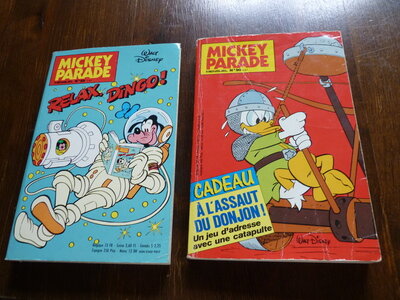 MICKEY
PARADE
WALT
DISNEY
RELAX, DINGO!
MICKEY
PARADE
CADEAU
À L'ASSAUT
DU DONJON!
Un jeu d'adresse
avec une catapulte
WALT DISNEY